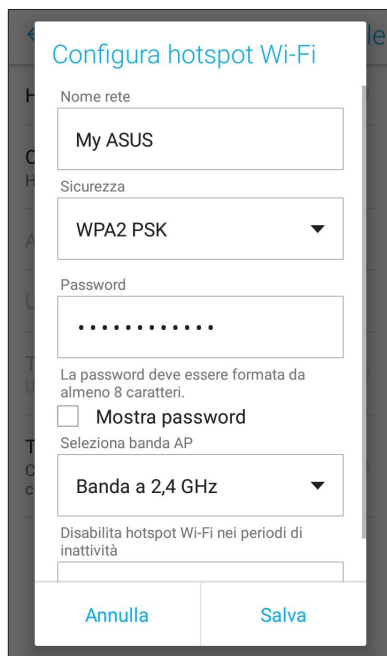 le
Configura hotspot Wi-Fi
Nome rete
My ASUS
Sicurezza
WPA2 PSK
Password
••••••••••••
La password deve essere formata da
almeno 8 caratteri.
Mostra password
Seleziona banda AP
Banda a 2,4 GHz
Disabilita hotspot Wi-Fi nei periodi di
inattività
Annulla
Salva